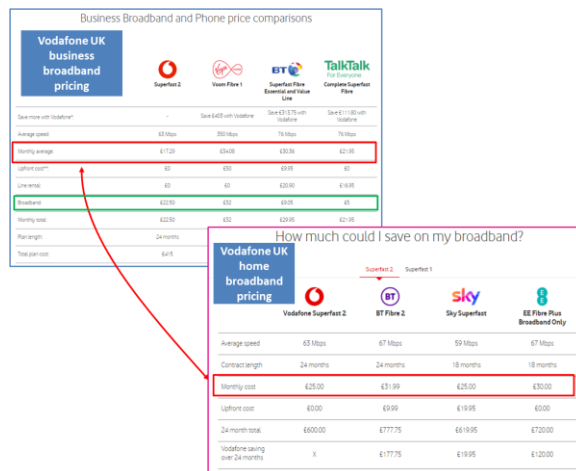 Business Broadband and Phone price comparisons
Vodafone UK
business
broadband
pricing
BT
TalkTalk
For Everyone
Superfast 2
Voom Fibre 1
Superfast Fibre
Essential and Value
Line
Complete Superfast
Fibre
Save more with Vodafone* - Save £405 with Vodafone Save £313.75 with Vodafone Save £111.80 with Vodafone
Average speed 63 Mbps 350 Mbps 76 Mbps 76 Mbps
Monthly average £17.29 £34.08 £30.36 £21.95
Upfront cost** £0 £50 £9.95 £0
Line rental £0 £0 £20.90 £16.95
Broadband £22.50 £32 £9.05 £5
Monthly total £22.50 £32 £29.95 £21.95
Plan length 24 months
Total plan cost £415
How much could I save on my broadband?
Vodafone UK
home
broadband
pricing
Superfast 2 Superfast 1
BT
sky
EE
Vodafone Superfast 2 BT Fibre 2 Sky Superfast EE Fibre Plus
Broadband Only
Average speed 63 Mbps 67 Mbps 59 Mbps 67 Mbps
Contract length 24 months 24 months 18 months 18 months
Monthly cost £25.00 £31.99 £25.00 £30.00
Upfront cost £0.00 £9.99 £19.95 £0.00
24 month total £600.00 £777.75 £619.95 £720.00
Vodafone saving
over 24 months X £177.75 £19.95 £120.00